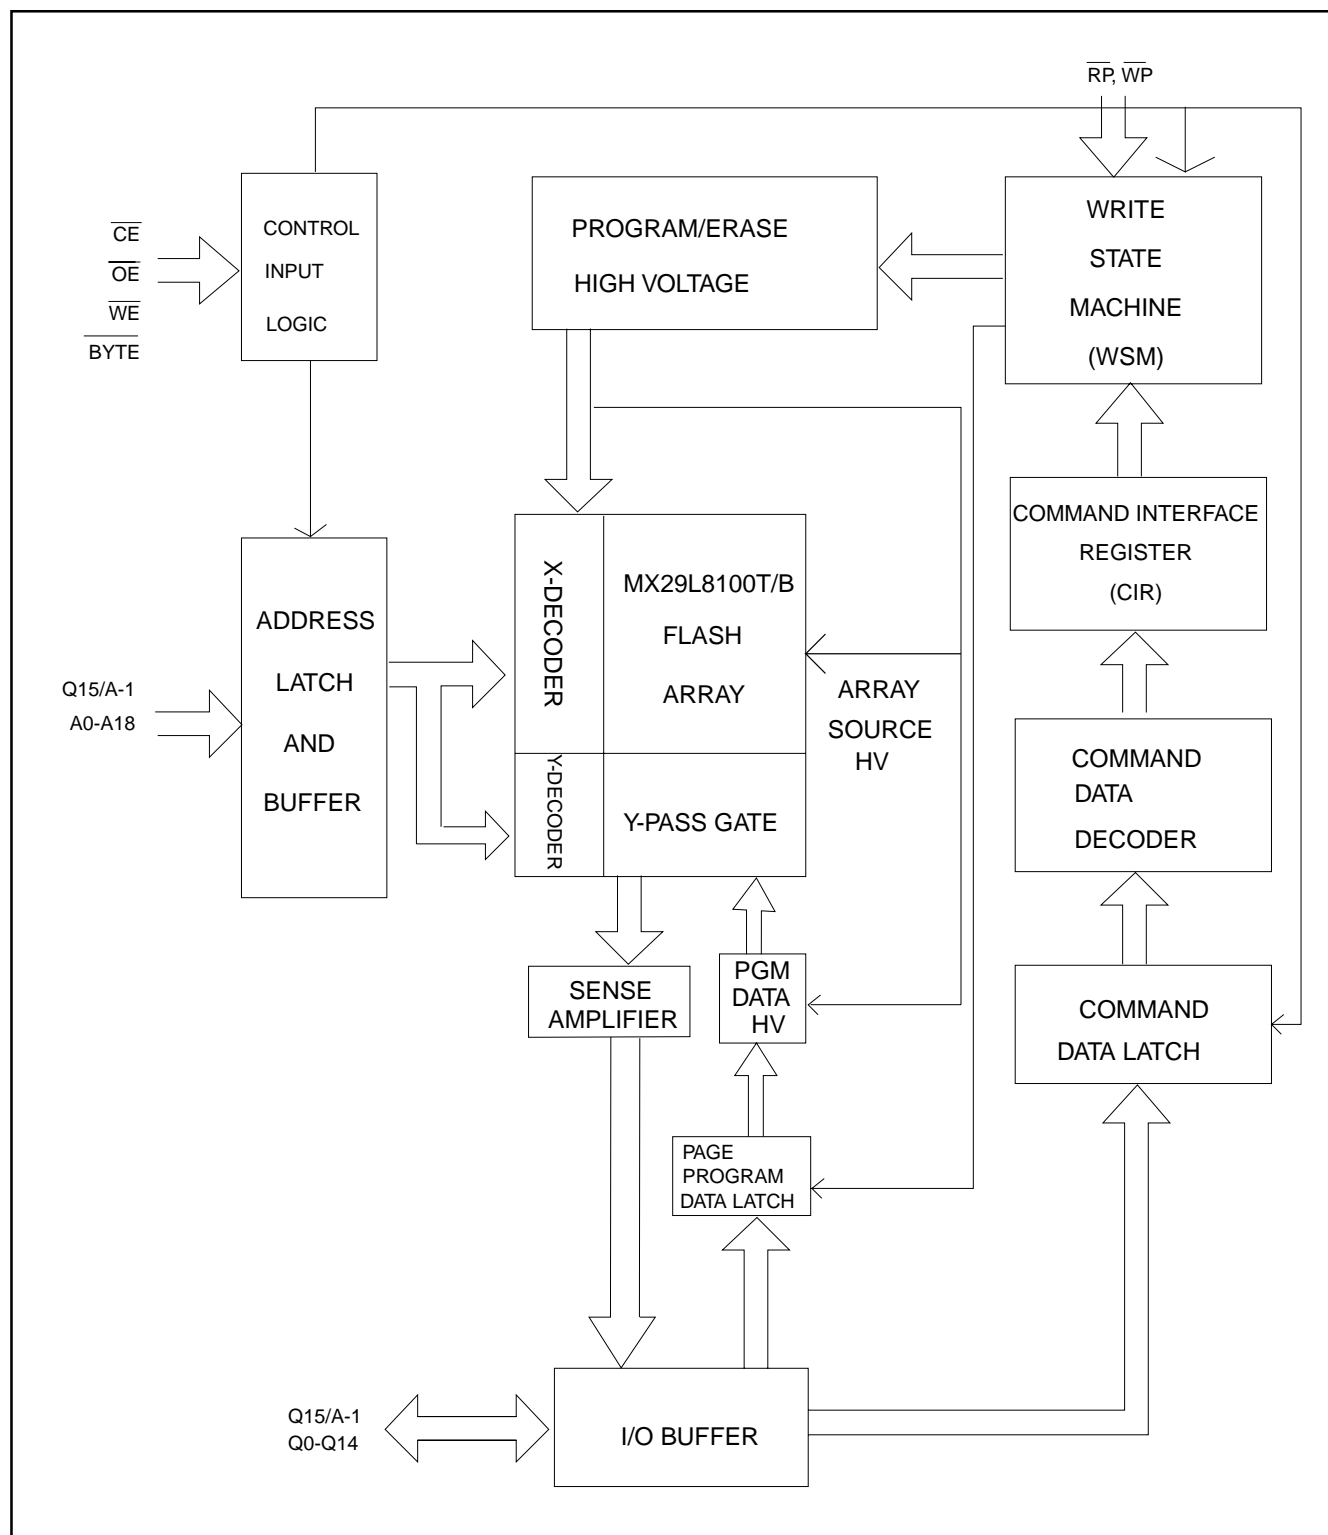 RP, WP
CE
OE
WE
BYTE
CONTROL
INPUT
LOGIC
PROGRAM/ERASE
HIGH VOLTAGE
WRITE
STATE
MACHINE
(WSM)
COMMAND INTERFACE
REGISTER
(CIR)
Q15/A-1
A0-A18
ADDRESS
LATCH
AND
BUFFER
X-DECODER
MX29L8100T/B
FLASH
ARRAY
ARRAY
SOURCE
HV
Y-DECODER
Y-PASS GATE
COMMAND
DATA
DECODER
SENSE
AMPLIFIER
PGM
DATA
HV
COMMAND
DATA LATCH
PAGE
PROGRAM
DATA LATCH
Q15/A-1
Q0-Q14
I/O BUFFER